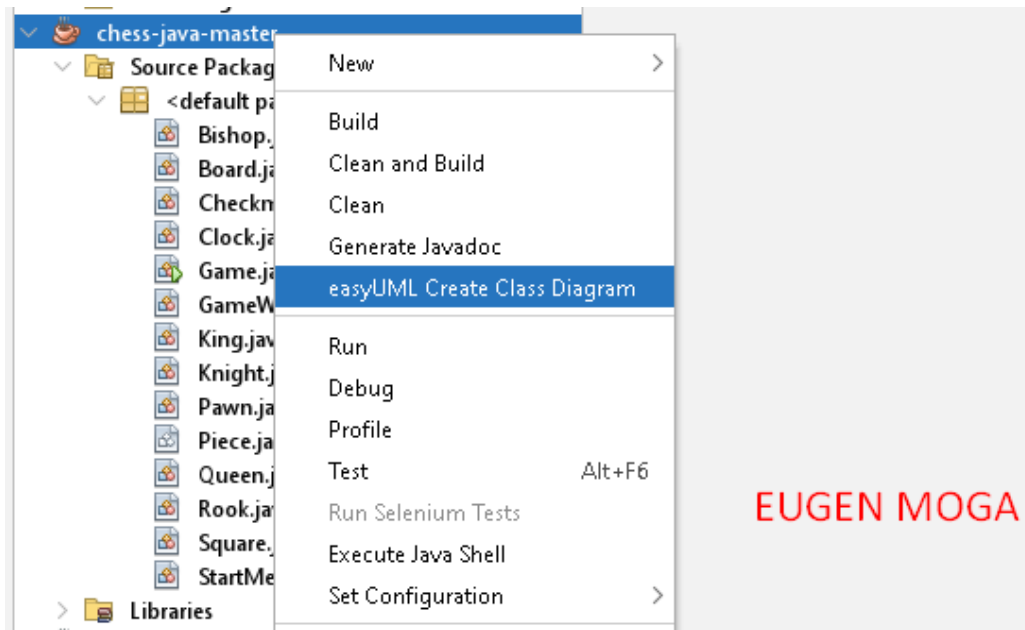 chess-java-master
Source Packag
<default pa
Bishop.
Board.ja
Checkm
Clock.ja
Game.ja
GameW
King.jav
Knight.j
Pawn.ja
Piece.ja
Queen.j
Rook.ja
Square.
StartMe
Libraries
New
Build
Clean and Build
Clean
Generate Javadoc
easyUML Create Class Diagram
Run
Debug
Profile
Test Alt+F6
Run Selenium Tests
Execute Java Shell
Set Configuration
EUGEN MOGA